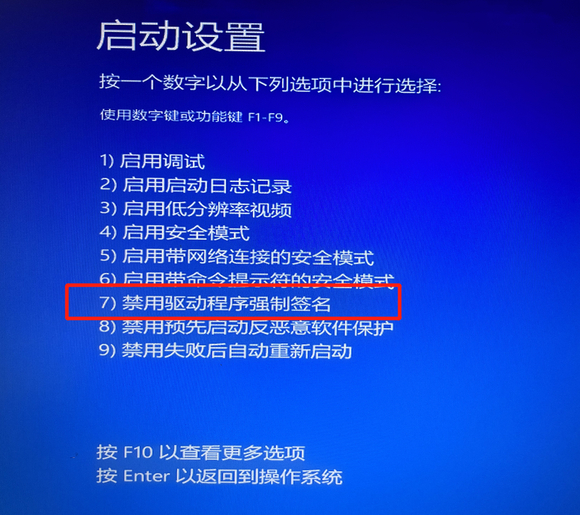 启动设置
按一个数字以从下列选项中进行选择:
使用数字键或功能键 F1-F9。
1) 启用调试
2) 启用启动日志记录
3) 启用低分辨率视频
4) 启用安全模式
5) 启用带网络连接的安全模式
6) 启用带命令提示符的安全模式
7) 禁用驱动程序强制签名
8) 禁用预先启动反恶意软件保护
9) 禁用失败后自动重新启动
按 F10 以查看更多选项
按 Enter 以返回到操作系统